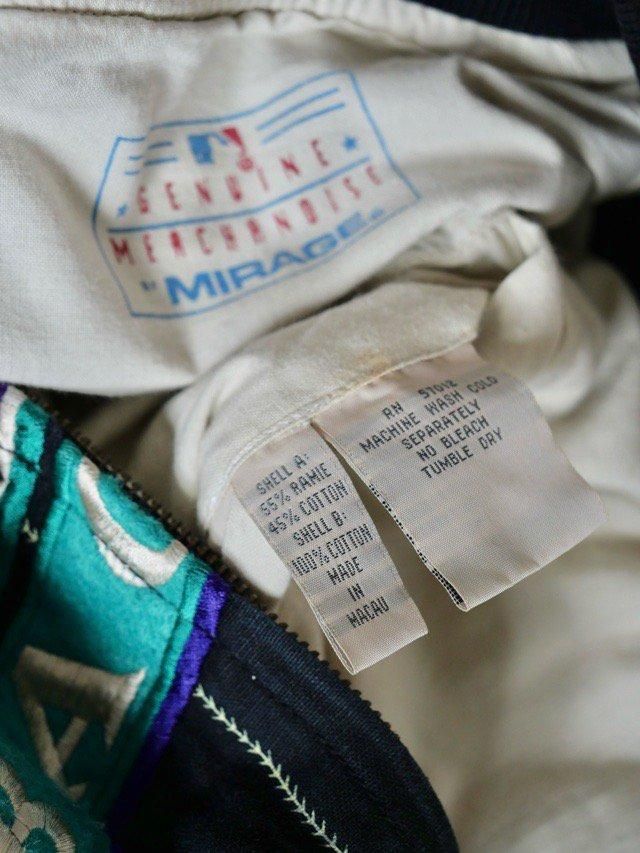 GENUINE
MERCHANDISE
BY MIRAGE
RN 57012
MACHINE WASH COLD
SEPARATELY
NO BLEACH
TUMBLE DRY
SHELL A:
55% RAMIE
45% COTTON
SHELL B:
100% COTTON
MADE
IN
MACAU